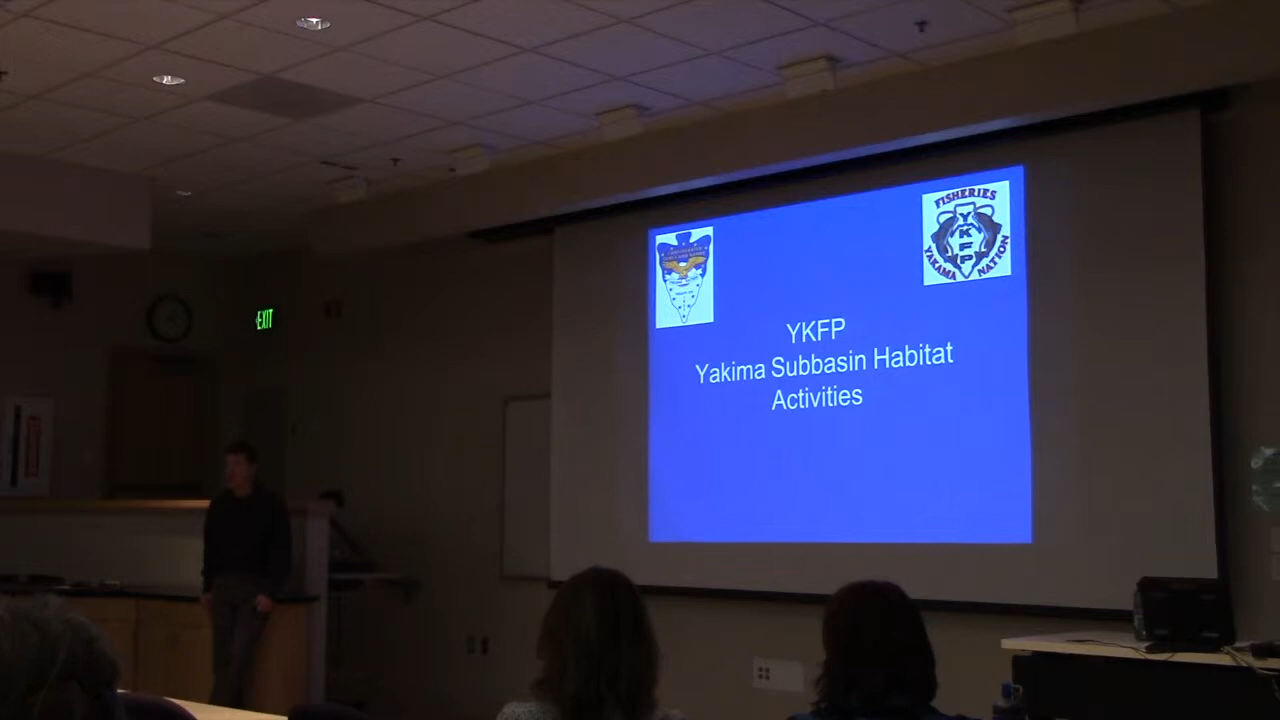 EXIT
FISHERIES
YKFP
YAKAMA NATION
YKFP
Yakima Subbasin Habitat
Activities